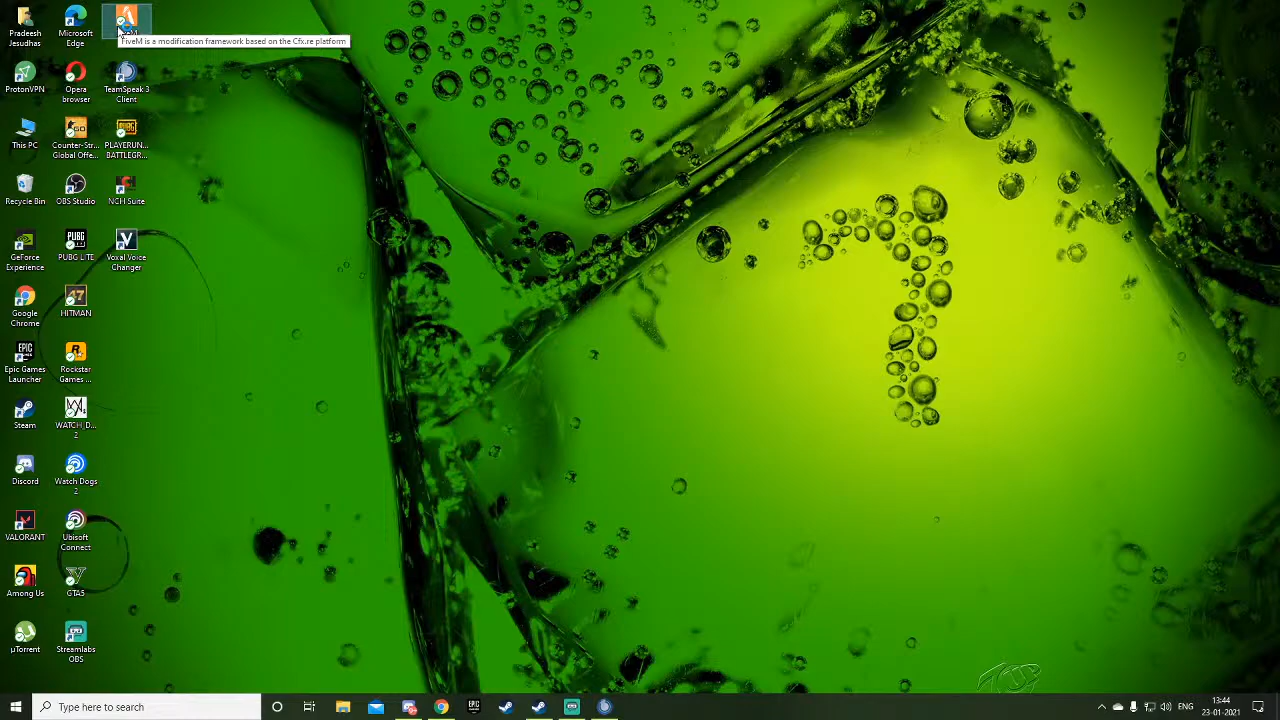 Pradeesh
Jesudhas
Microsoft
Edge
FiveM is a modification framework based on the Cfx.re platform
ProtonVPN
Opera
browser
TeamSpeak 3
Client
This PC
Counter-Str...
Global Offe...
PLAYERUN...
BATTLEGR...
Recycle Bin
OBS Studio
NCH Suite
GeForce
Experience
PUBG LITE
Voxal Voice
Changer
Google
Chrome
HITMAN
Epic Games
Launcher
Rockstar
Games ...
Steam
WATCH_D...
2
Discord
Watch Dogs
2
VALORANT
Ubisoft
Connect
Among Us
GTA5
µTorrent
Streamlabs
OBS
Type here to search
13:44
23-01-2021